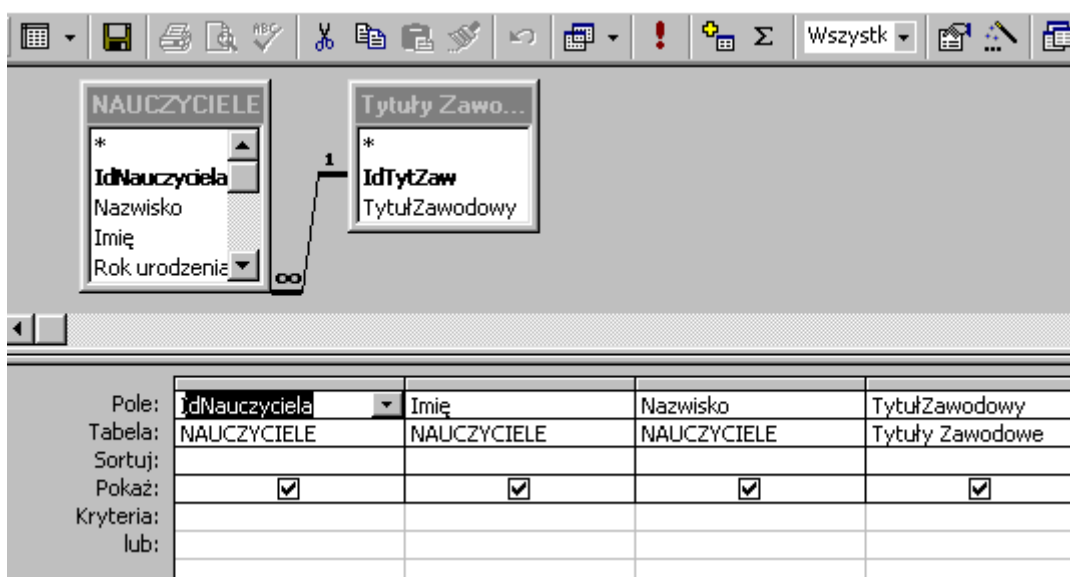 ABC
Wszystk
NAUCZYCIELE
*
IdNauczyciela
Nazwisko
Imię
Rok urodzenia
∞
1
Tytuły Zawo...
*
IdTytZaw
TytułZawodowy
Pole: IdNauczyciela Imię Nazwisko TytułZawodowy
Tabela: NAUCZYCIELE NAUCZYCIELE NAUCZYCIELE Tytuły Zawodowe
Sortuj:
Pokaż:
Kryteria:
lub: